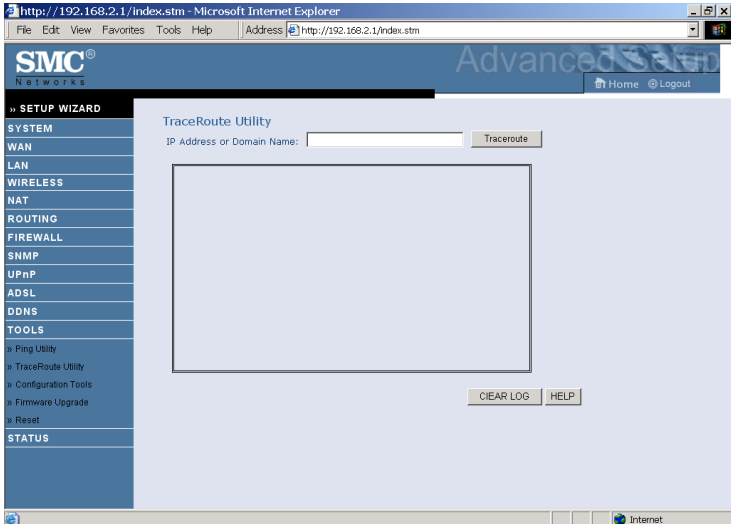 http://192.168.2.1/index.stm - Microsoft Internet Explorer
File Edit View Favorites Tools Help Address http://192.168.2.1/index.stm
SMC®
Networks
Advanced Setup
Home Logout
» SETUP WIZARD
SYSTEM
WAN
LAN
WIRELESS
NAT
ROUTING
FIREWALL
SNMP
UPnP
ADSL
DDNS
TOOLS
» Ping Utility
» TraceRoute Utility
» Configuration Tools
» Firmware Upgrade
» Reset
STATUS
TraceRoute Utility
IP Address or Domain Name: Traceroute
ClEAR LOG HELP
Internet